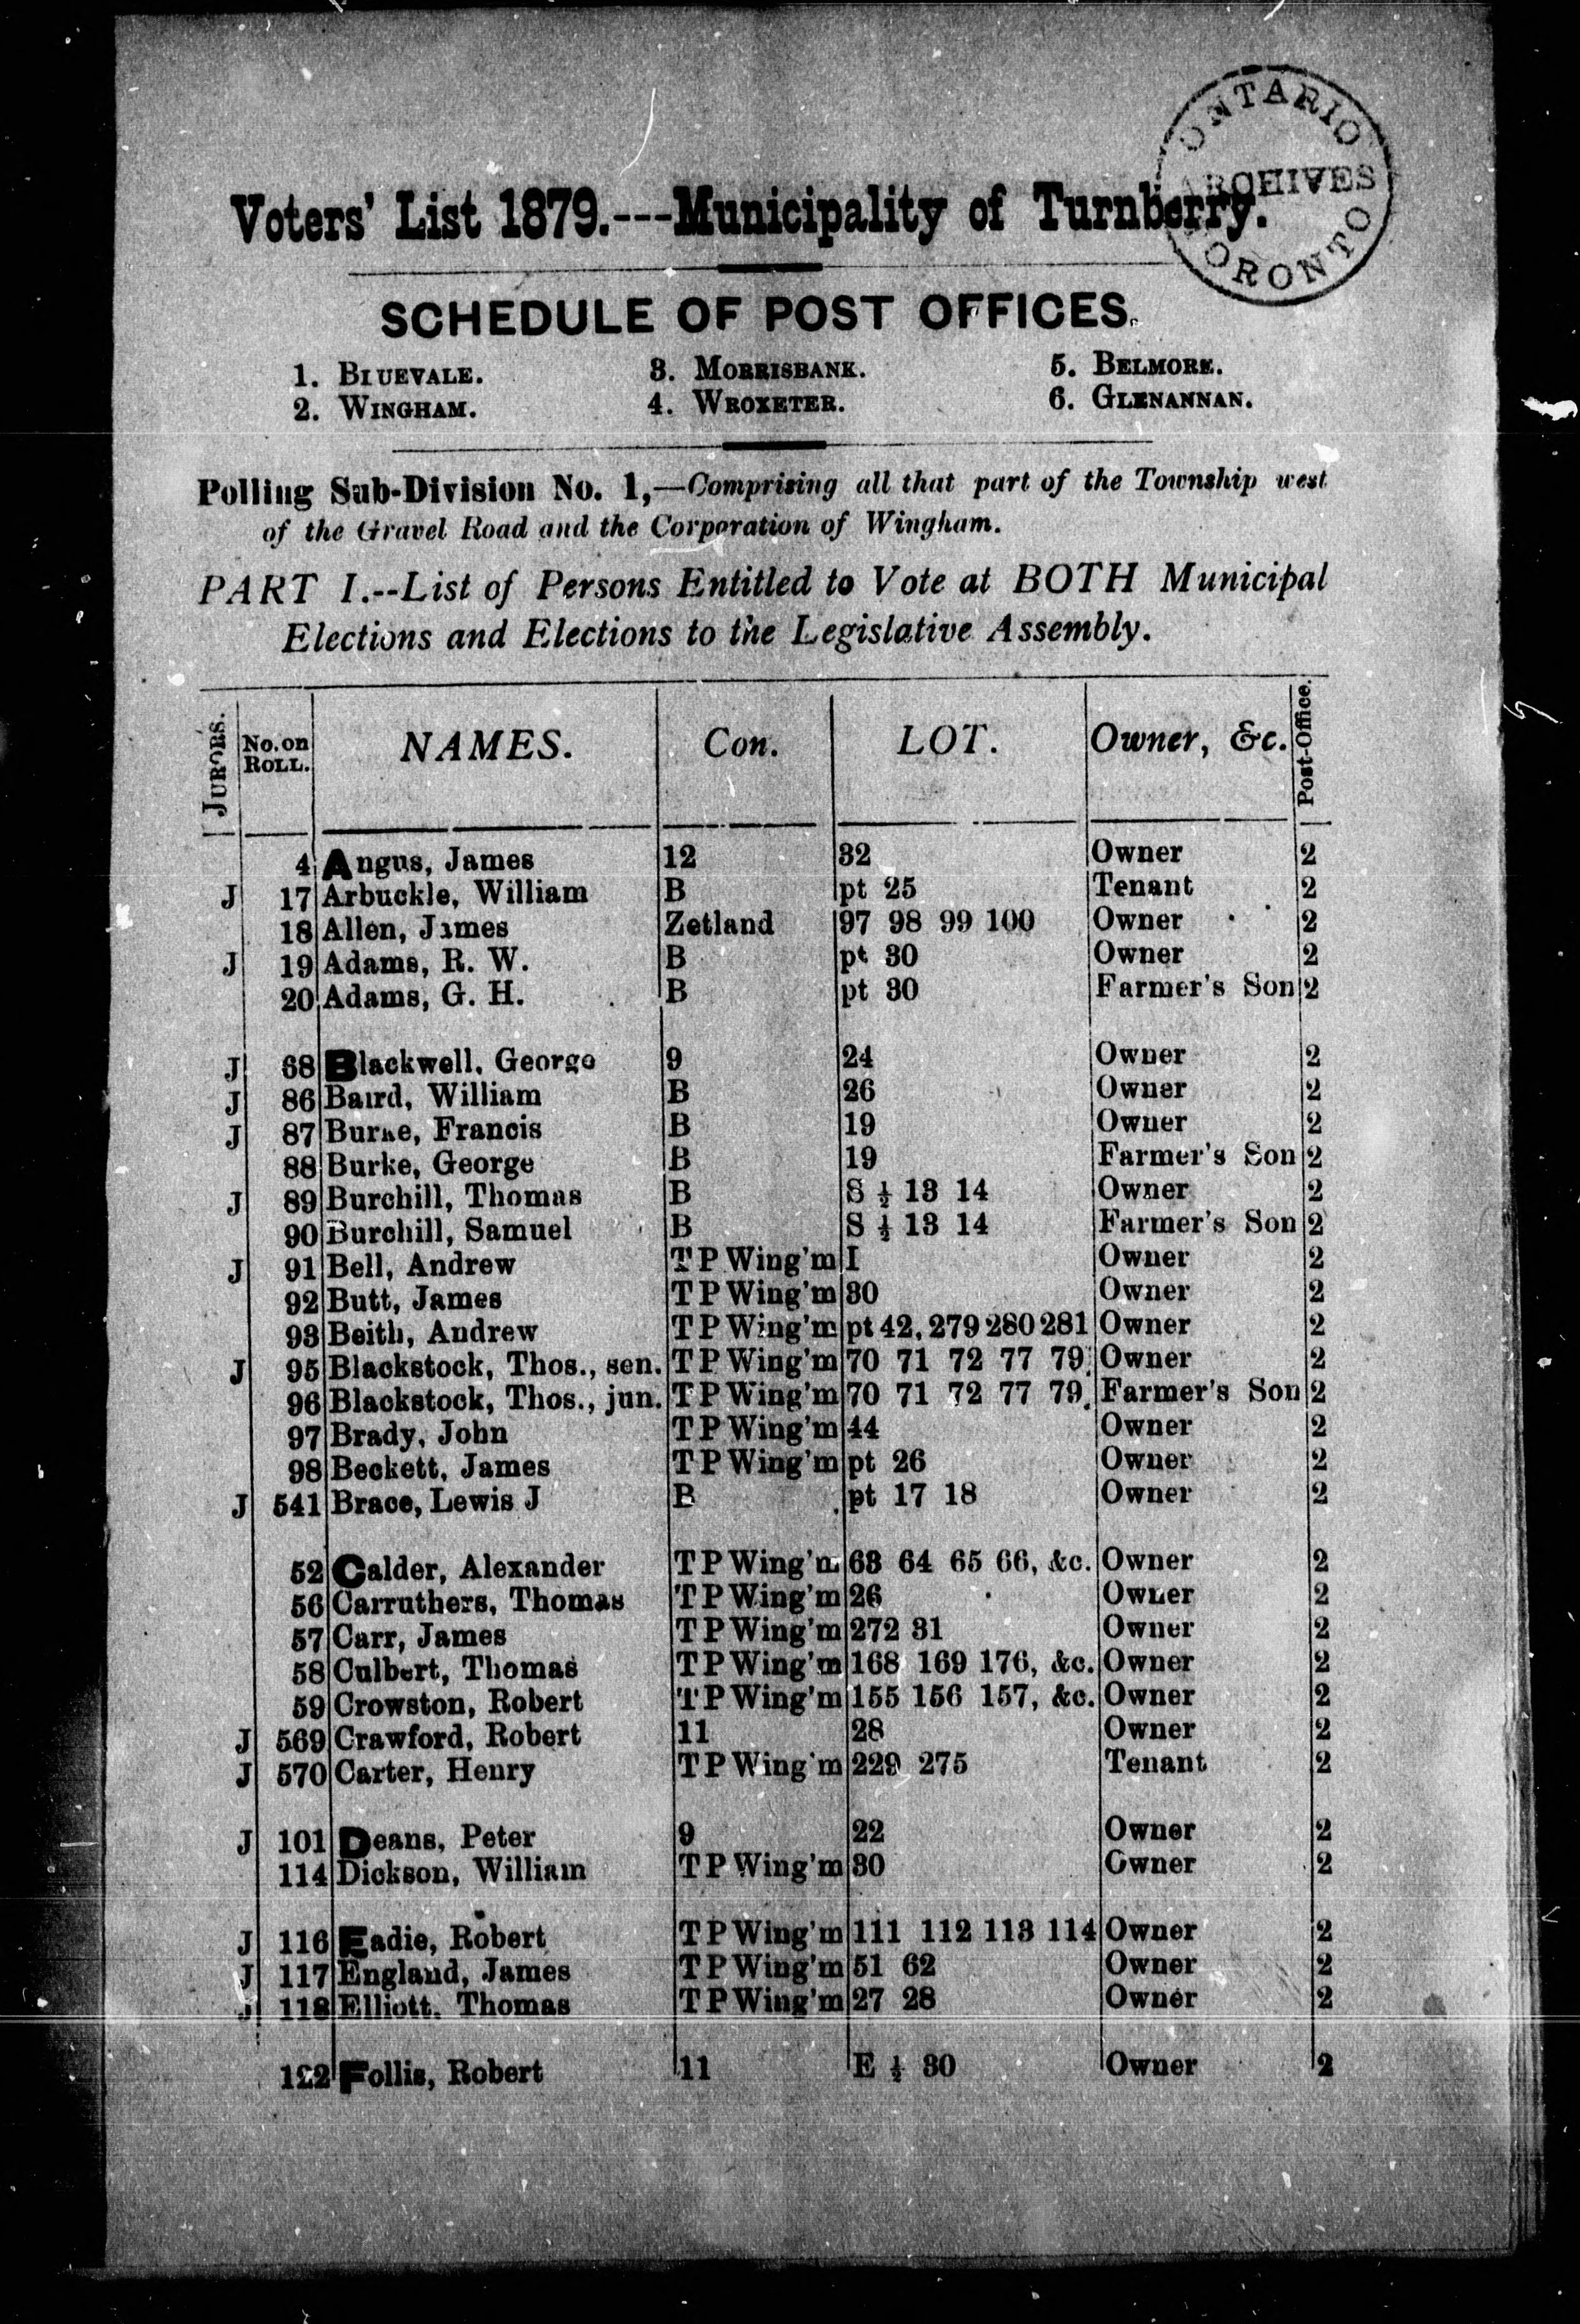 ONTARIO
ARCHIVES
TORONTO
Voters' List 1879.---Municipality of Turnberry.
SCHEDULE OF POST OFFICES.
1. BLUEVALE. 3. MORRISBANK. 5. BELMORE.
2. WINGHAM. 4. WROXETER. 6. GLENANNAN.
Polling Sub-Division No. 1,—Comprising all that part of the Township west
of the Gravel Road and the Corporation of Wingham.
PART I.--List of Persons Entitled to Vote at BOTH Municipal
Elections and Elections to the Legislative Assembly.
JURORS. No. on ROLL. NAMES. Con. LOT. Owner, &c. Post-Office.
4 Angus, James 12 32 Owner 2
J 17 Arbuckle, William B pt 25 Tenant 2
18 Allen, James Zetland 97 98 99 100 Owner 2
J 19 Adams, R. W. B pt 30 Owner 2
20 Adams, G. H. B pt 30 Farmer's Son 2
J 68 Blackwell, George 9 24 Owner 2
J 86 Baird, William B 26 Owner 2
J 87 Burke, Francis B 19 Owner 2
88 Burke, George B 19 Farmer's Son 2
J 89 Burchill, Thomas B S ½ 13 14 Owner 2
90 Burchill, Samuel B S ½ 13 14 Farmer's Son 2
J 91 Bell, Andrew T P Wing'm I Owner 2
92 Butt, James T P Wing'm 30 Owner 2
93 Beith, Andrew T P Wing'm pt 42, 279 280 281 Owner 2
J 95 Blackstock, Thos., sen. T P Wing'm 70 71 72 77 79 Owner 2
96 Blackstock, Thos., jun. T P Wing'm 70 71 72 77 79 Farmer's Son 2
97 Brady, John T P Wing'm 44 Owner 2
98 Beckett, James T P Wing'm pt 26 Owner 2
J 541 Brace, Lewis J B pt 17 18 Owner 2
52 Calder, Alexander T P Wing'm 63 64 65 66, &c. Owner 2
56 Carruthers, Thomas T P Wing'm 26 Owner 2
57 Carr, James T P Wing'm 272 31 Owner 2
58 Culbert, Thomas T P Wing'm 168 169 176, &c. Owner 2
59 Crowston, Robert T P Wing'm 155 156 157, &c. Owner 2
J 569 Crawford, Robert 11 28 Owner 2
J 570 Carter, Henry T P Wing'm 229 275 Tenant 2
J 101 Deans, Peter 9 22 Owner 2
114 Dickson, William T P Wing'm 30 Owner 2
J 116 Eadie, Robert T P Wing'm 111 112 113 114 Owner 2
J 117 England, James T P Wing'm 51 62 Owner 2
J 118 Elliott, Thomas T P Wing'm 27 28 Owner 2
122 Follis, Robert 11 E ½ 30 Owner 2